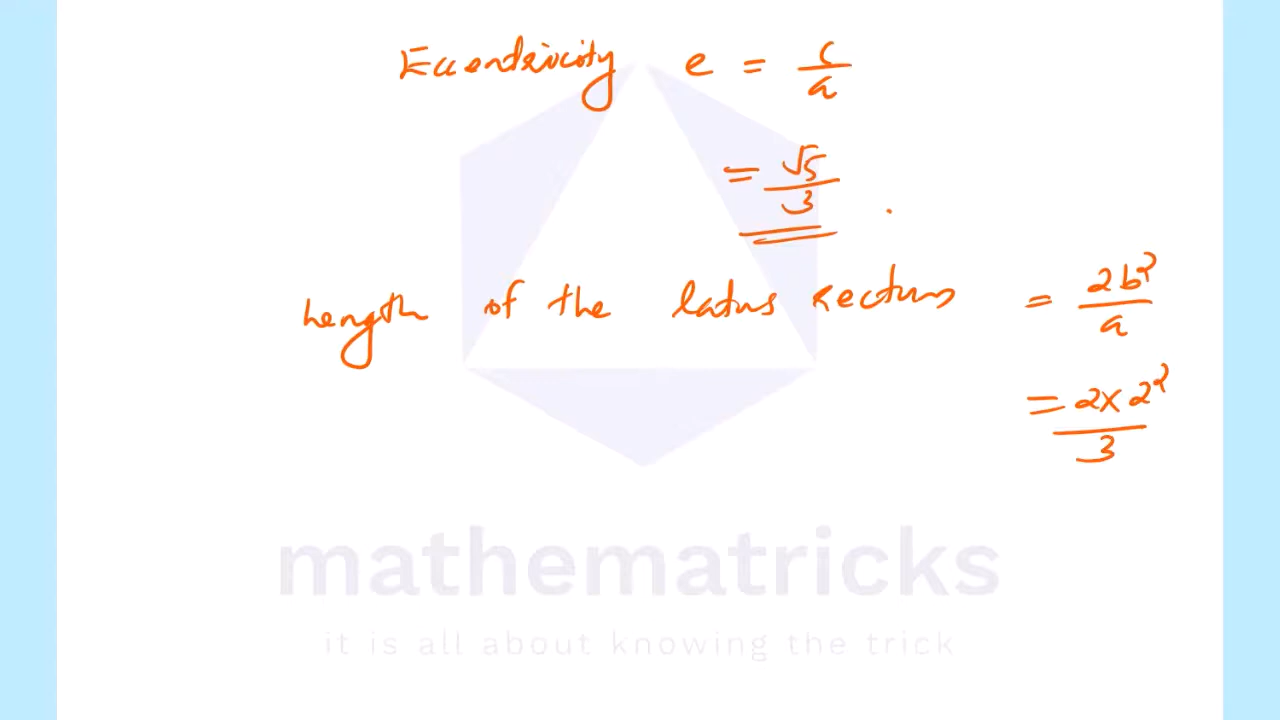 Eccentricity e = c/a
= √5/3
Length of the latus rectum = 2b²/a
= 2×2²/3
mathematricks
it is all about knowing the trick